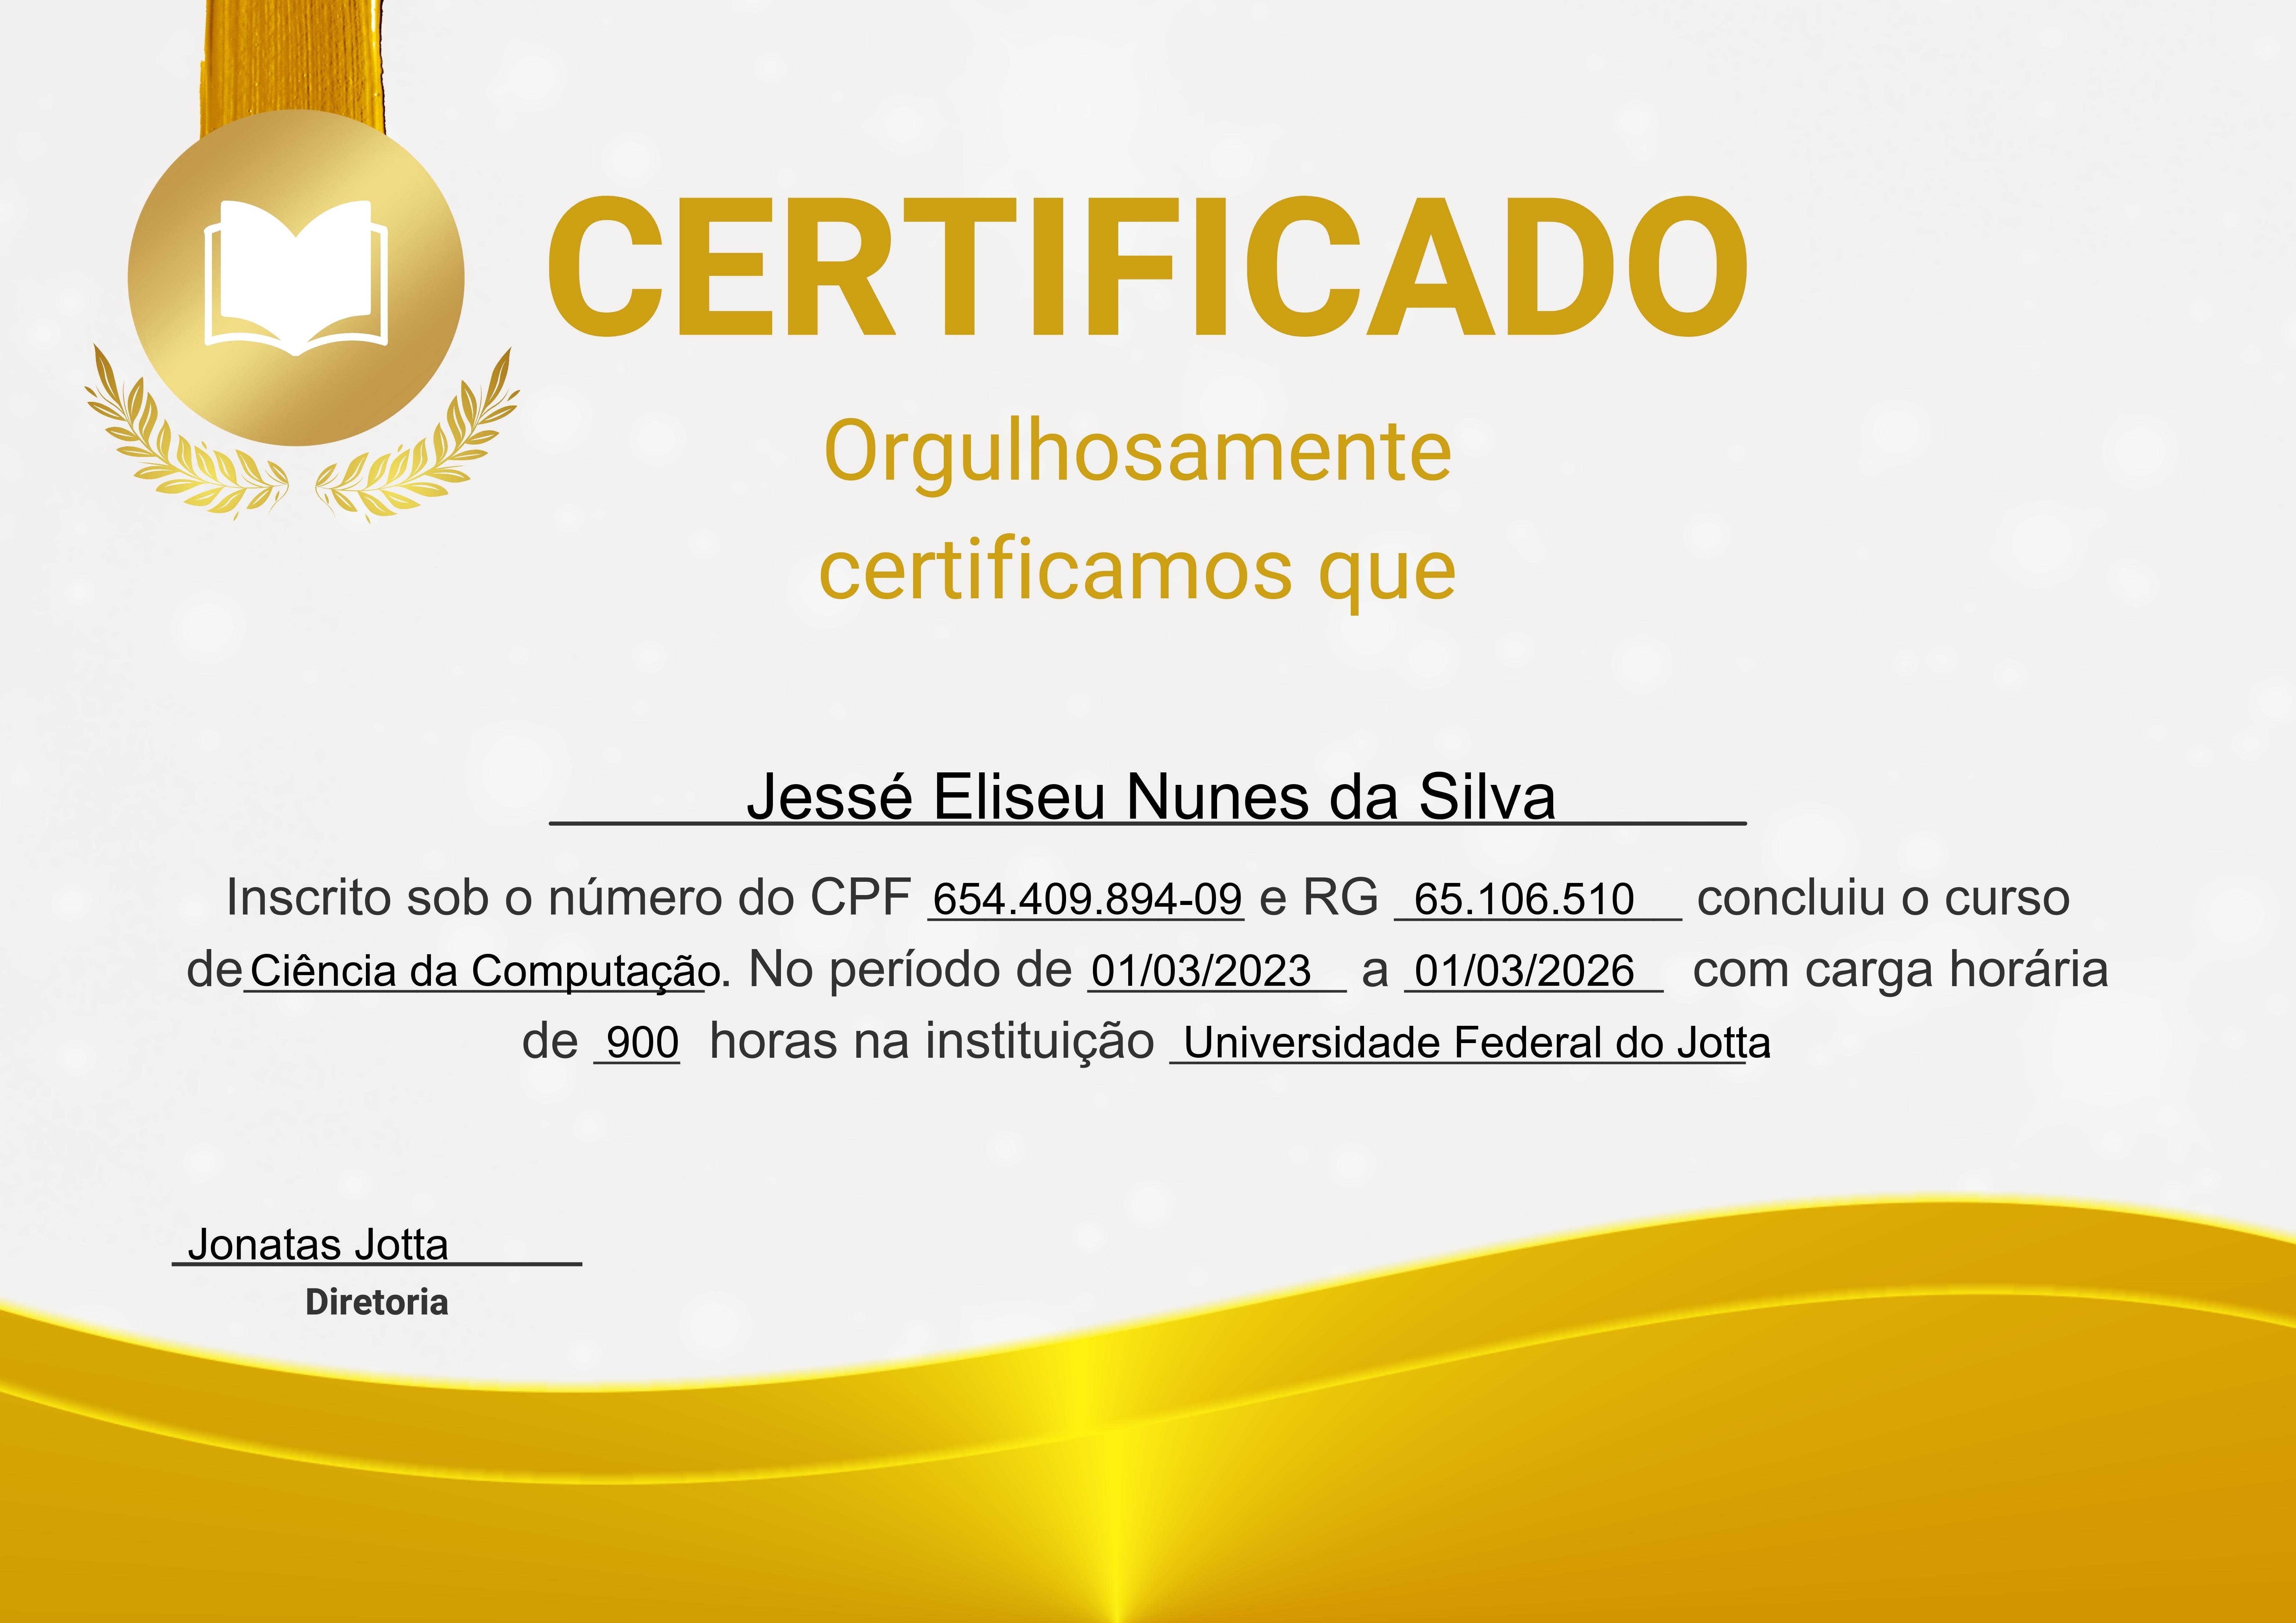 CERTIFICADO
Orgulhosamente
certificamos que
Jessé Eliseu Nunes da Silva
Inscrito sob o número do CPF 654.409.894-09 e RG 65.106.510 concluiu o curso
de Ciência da Computação. No período de 01/03/2023 a 01/03/2026 com carga horária
de 900 horas na instituição Universidade Federal do Jotta
Jonatas Jotta
Diretoria